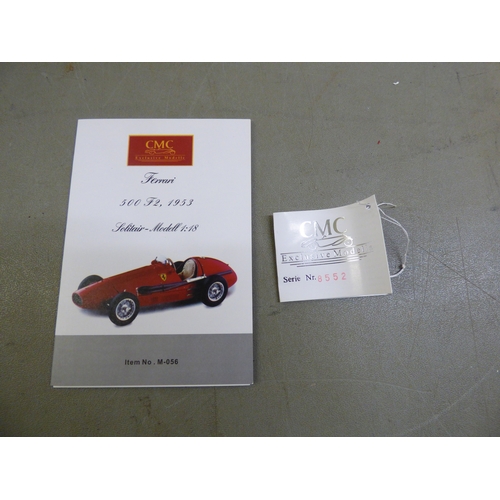 CMC
Exclusive Modelle
Ferrari
500 F2, 1953
Solitair-Modell 1:18
Item No. M-056
CMC
Exclusive Modelle
Serie Nr. 8552